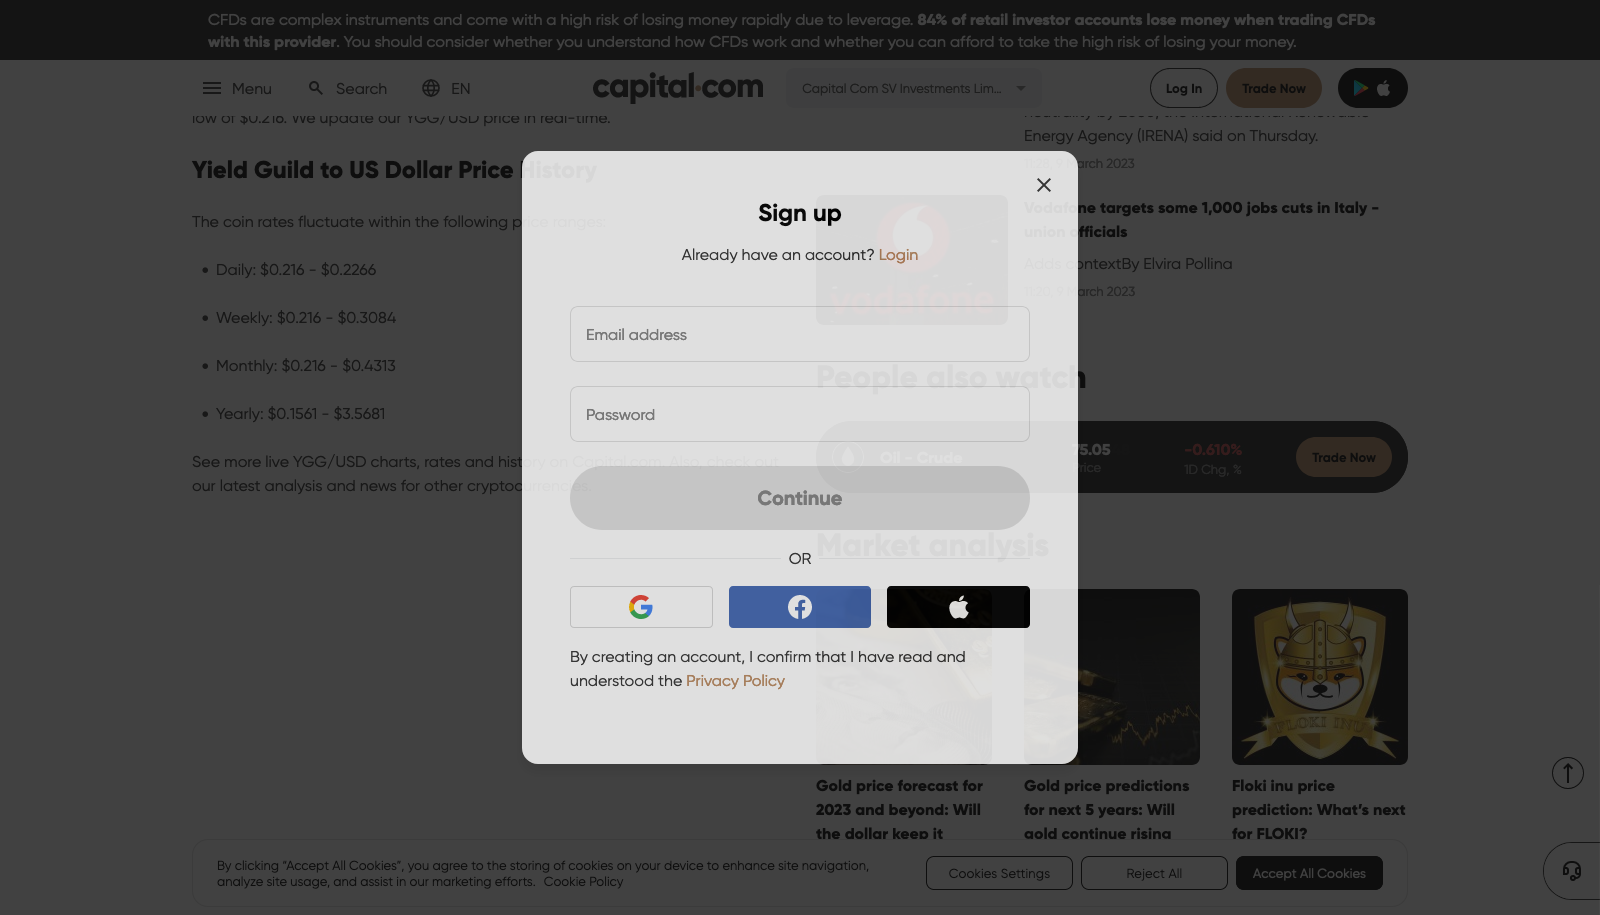 CFDs are complex instruments and come with a high risk of losing money rapidly due to leverage. 84% of retail investor accounts lose money when trading CFDs
with this provider. You should consider whether you understand how CFDs work and whether you can afford to take the high risk of losing your money.
Menu
Search
EN
capital.com
Capital Com SV Investments Lim...
Log In
Trade Now
low of $0.216. We update our YGG/USD price in real-time.
Yield Guild to US Dollar Price History
The coin rates fluctuate within the following price ranges:
Daily: $0.216 - $0.2266
Weekly: $0.216 - $0.3084
Monthly: $0.216 - $0.4313
Yearly: $0.1561 - $3.5681
See more live YGG/USD charts, rates and history on Capital.com. Also, check out
our latest analysis and news for other cryptocurrencies.
Sign up
Already have an account? Login
Email address
Password
Continue
OR
By creating an account, I confirm that I have read and
understood the Privacy Policy
neutrality by 2050, the International Renewable
Energy Agency (IRENA) said on Thursday.
March 2023
vodafone
Vodafone targets some 1,000 jobs cuts in Italy -
union officials
Adds contextBy Elvira Pollina
March 2023
People also watch
Oil - Crude
75.05
Price
-0.610%
1D Chg, %
Trade Now
Market analysis
FLOKI INU
Gold price forecast for
2023 and beyond: Will
the dollar keep it
Gold price predictions
for next 5 years: Will
gold continue rising
Floki inu price
prediction: What's next
for FLOKI?
By clicking "Accept All Cookies", you agree to the storing of cookies on your device to enhance site navigation,
analyze site usage, and assist in our marketing efforts. Cookie Policy
Cookies Settings
Reject All
Accept All Cookies